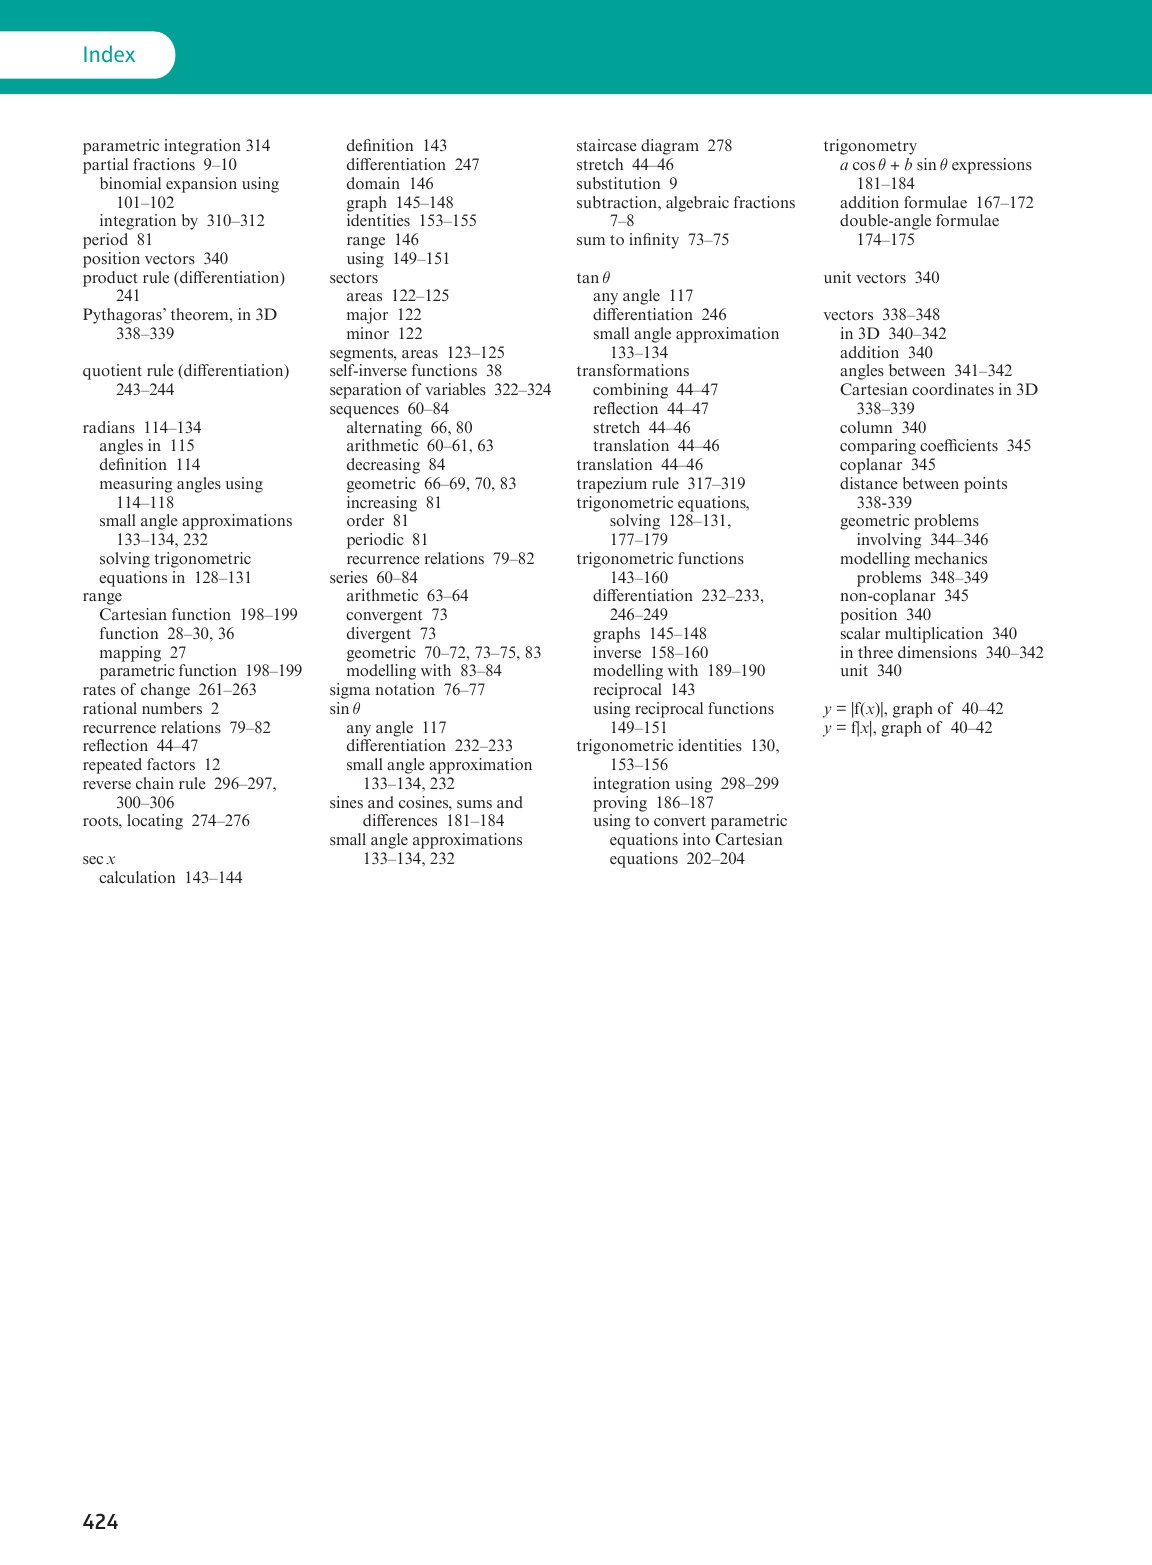 Index
parametric integration 314
partial fractions 9–10
binomial expansion using
101–102
integration by 310–312
period 81
position vectors 340
product rule (differentiation)
241
Pythagoras’ theorem, in 3D
338–339
quotient rule (differentiation)
243–244
radians 114–134
angles in 115
definition 114
measuring angles using
114–118
small angle approximations
133–134, 232
solving trigonometric
equations in 128–131
range
Cartesian function 198–199
function 28–30, 36
mapping 27
parametric function 198–199
rates of change 261–263
rational numbers 2
recurrence relations 79–82
reflection 44–47
repeated factors 12
reverse chain rule 296–297,
300–306
roots, locating 274–276
sec x
calculation 143–144
definition 143
differentiation 247
domain 146
graph 145–148
identities 153–155
range 146
using 149–151
sectors
areas 122–125
major 122
minor 122
segments, areas 123–125
self-inverse functions 38
separation of variables 322–324
sequences 60–84
alternating 66, 80
arithmetic 60–61, 63
decreasing 84
geometric 66–69, 70, 83
increasing 81
order 81
periodic 81
recurrence relations 79–82
series 60–84
arithmetic 63–64
convergent 73
divergent 73
geometric 70–72, 73–75, 83
modelling with 83–84
sigma notation 76–77
sin θ
any angle 117
differentiation 232–233
small angle approximation
133–134, 232
sines and cosines, sums and
differences 181–184
small angle approximations
133–134, 232
staircase diagram 278
stretch 44–46
substitution 9
subtraction, algebraic fractions
7–8
sum to infinity 73–75
tan θ
any angle 117
differentiation 246
small angle approximation
133–134
transformations
combining 44–47
reflection 44–47
stretch 44–46
translation 44–46
translation 44–46
trapezium rule 317–319
trigonometric equations,
solving 128–131,
177–179
trigonometric functions
143–160
differentiation 232–233,
246–249
graphs 145–148
inverse 158–160
modelling with 189–190
reciprocal 143
using reciprocal functions
149–151
trigonometric identities 130,
153–156
integration using 298–299
proving 186–187
using to convert parametric
equations into Cartesian
equations 202–204
trigonometry
a cos θ + b sin θ expressions
181–184
addition formulae 167–172
double-angle formulae
174–175
unit vectors 340
vectors 338–348
in 3D 340–342
addition 340
angles between 341–342
Cartesian coordinates in 3D
338–339
column 340
comparing coefficients 345
coplanar 345
distance between points
338-339
geometric problems
involving 344–346
modelling mechanics
problems 348–349
non-coplanar 345
position 340
scalar multiplication 340
in three dimensions 340–342
unit 340
y = |f(x)|, graph of 40–42
y = f|x|, graph of 40–42
424